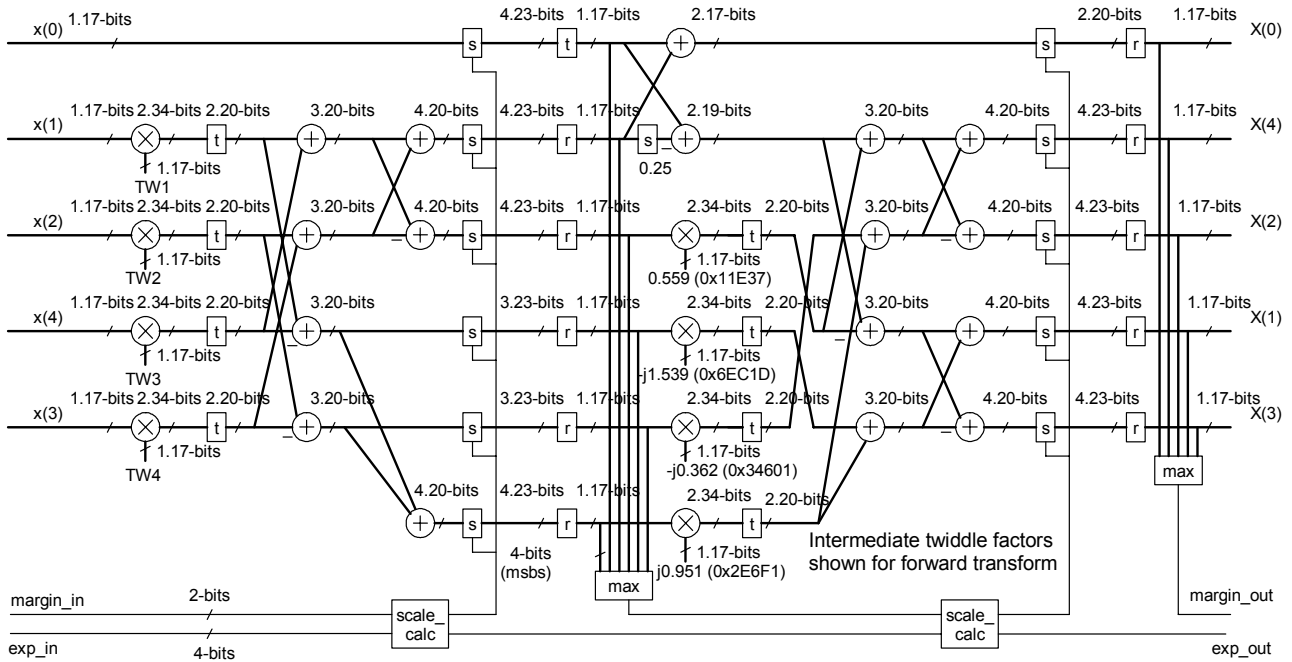 x(0) 1.17-bits 4.23-bits 1.17-bits 2.17-bits 2.20-bits 1.17-bits X(0)
s t + s r
1.17-bits 2.34-bits 2.20-bits 3.20-bits 4.20-bits 4.23-bits 1.17-bits 2.19-bits 3.20-bits 4.20-bits 4.23-bits 1.17-bits
x(1) × t + + s r s – + + + s r X(4)
1.17-bits 0.25
TW1
1.17-bits 2.34-bits 2.20-bits 3.20-bits 4.20-bits 4.23-bits 1.17-bits 2.34-bits 2.20-bits 3.20-bits 4.20-bits 4.23-bits 1.17-bits
x(2) × t + – + s r × t + – + s r X(2)
1.17-bits 1.17-bits
TW2 0.559 (0x11E37)
1.17-bits 2.34-bits 2.20-bits 3.20-bits 3.23-bits 1.17-bits 2.34-bits 2.20-bits 3.20-bits 4.20-bits 4.23-bits 1.17-bits
x(4) × t – + s r × t – + + s r X(1)
1.17-bits 1.17-bits
TW3 -j1.539 (0x6EC1D)
1.17-bits 2.34-bits 2.20-bits 3.20-bits 3.23-bits 1.17-bits 2.34-bits 2.20-bits 3.20-bits 4.20-bits 4.23-bits 1.17-bits
x(3) × t – + s r × t + – + s r X(3)
1.17-bits 1.17-bits
TW4 -j0.362 (0x34601)
max
4.20-bits 4.23-bits 1.17-bits 2.34-bits 2.20-bits
+ s r × t
4-bits (msbs) 1.17-bits
j0.951 (0x2E6F1)
Intermediate twiddle factors
shown for forward transform
max
margin_in 2-bits scale_ calc scale_ calc margin_out
exp_in 4-bits exp_out